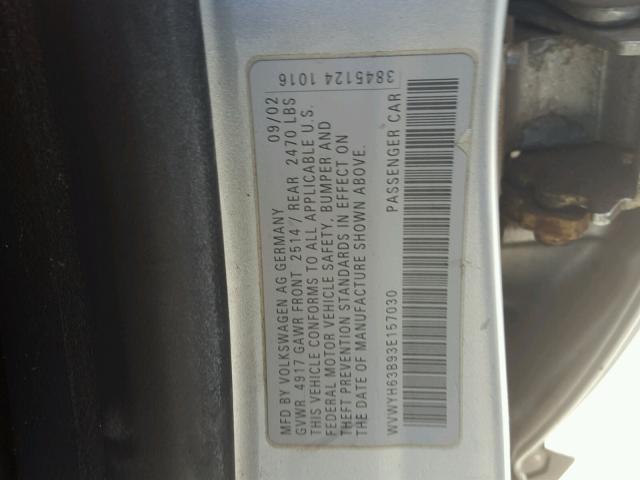 3845124 1016
MFD BY VOLKSWAGEN AG GERMANY 09/02
GVWR 4917 GAWR FRONT 2514 / REAR 2470 LBS
THIS VEHICLE CONFORMS TO ALL APPLICABLE U.S.
FEDERAL MOTOR VEHICLE SAFETY, BUMPER AND
THEFT PREVENTION STANDARDS IN EFFECT ON
THE DATE OF MANUFACTURE SHOWN ABOVE.
WVWYH63B93E157030 PASSENGER CAR